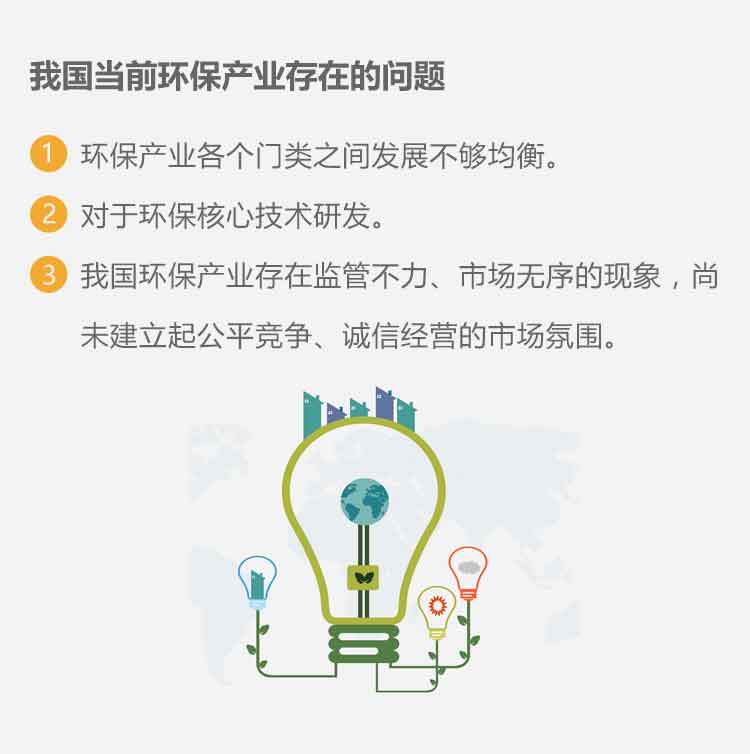 我国当前环保产业存在的问题
1 环保产业各个门类之间发展不够均衡。
2 对于环保核心技术研发。
3 我国环保产业存在监管不力、市场无序的现象，尚
未建立起公平竞争、诚信经营的市场氛围。